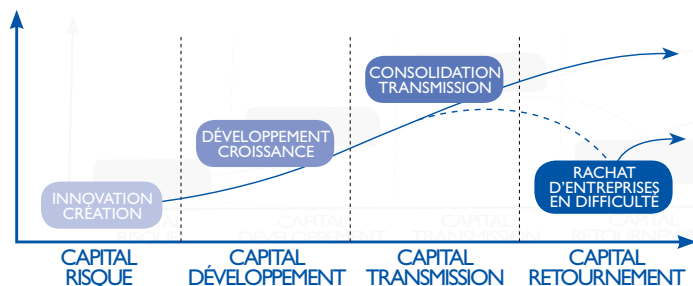 CONSOLIDATION
TRANSMISSION
DÉVELOPPEMENT
CROISSANCE
RACHAT
D'ENTREPRISES
EN DIFFICULTÉ
INNOVATION
CRÉATION
CAPITAL
RISQUE
CAPITAL
DÉVELOPPEMENT
CAPITAL
TRANSMISSION
CAPITAL
RETOURNEMENT